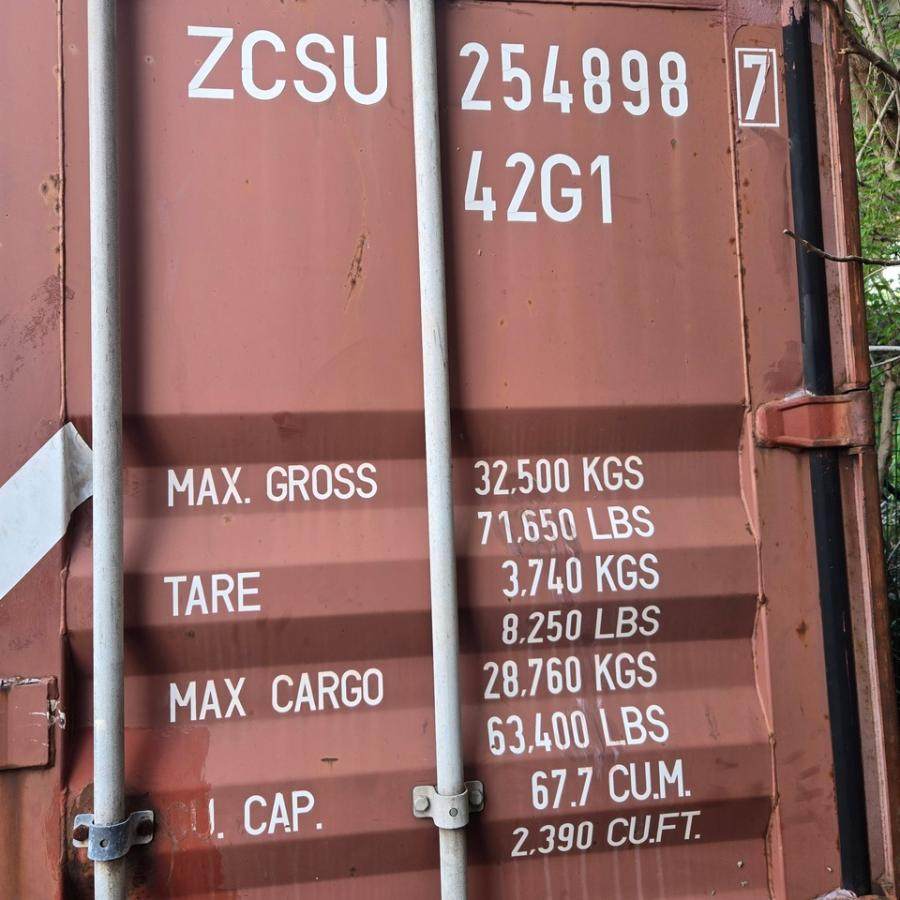 ZCSU 254898 7
42G1
MAX. GROSS 32,500 KGS
71,650 LBS
TARE 3,740 KGS
8,250 LBS
MAX CARGO 28,760 KGS
63,400 LBS
CAP. 67.7 CU.M.
2,390 CU.FT.